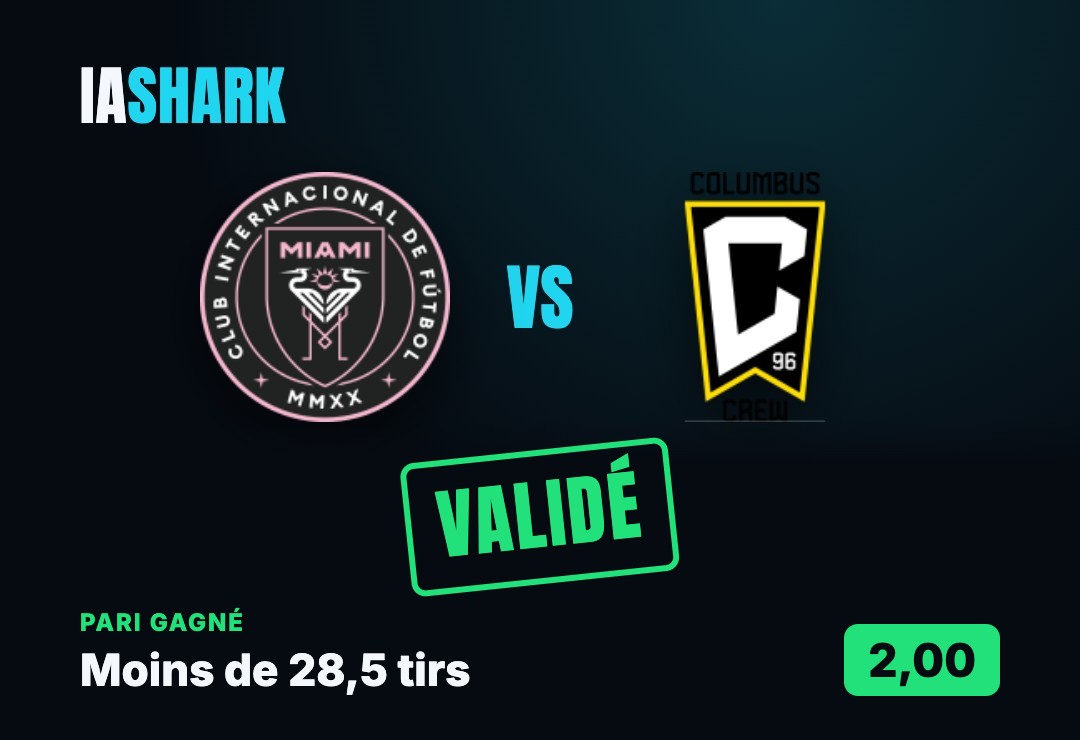 IASHARK
CLUB INTERNACIONAL DE FÚTBOL
MIAMI
MMXX
VS
COLUMBUS
C
96
CREW
VALIDÉ
PARI GAGNÉ
Moins de 28,5 tirs
2,00